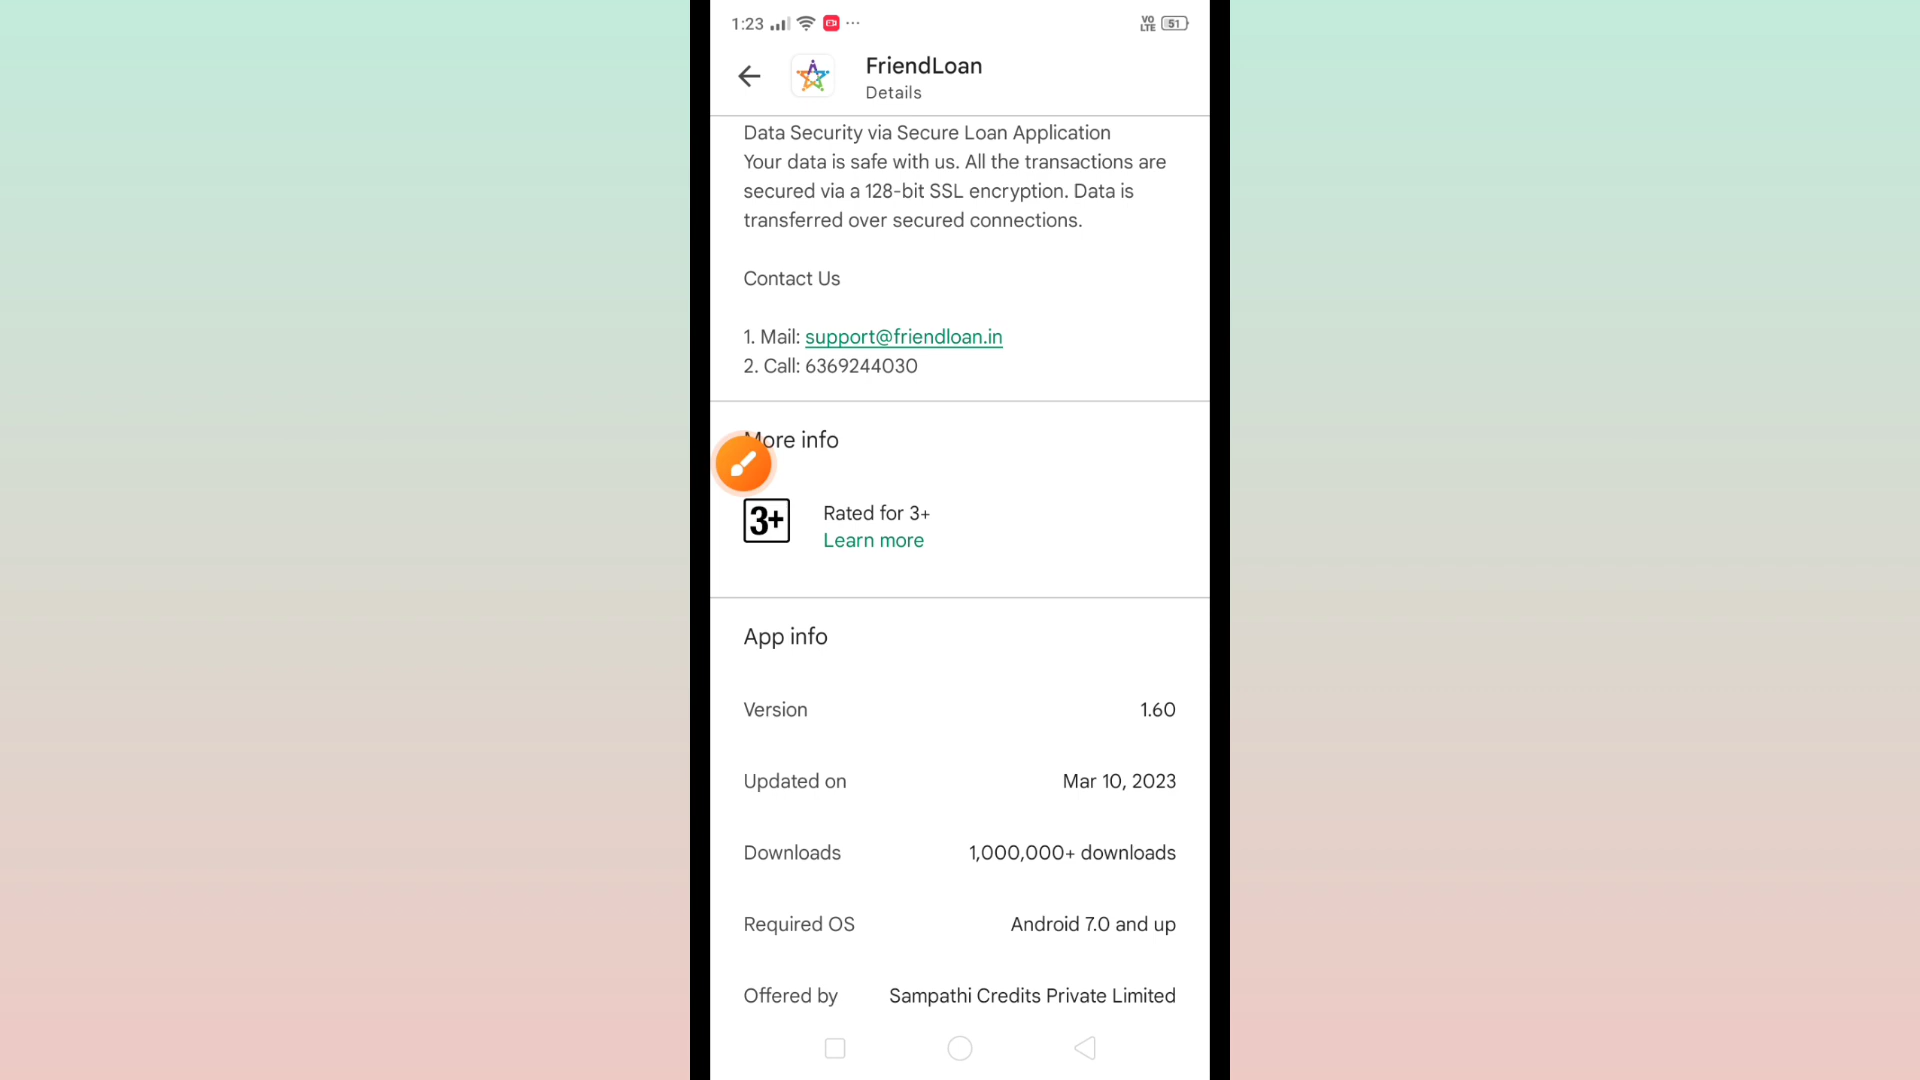 1:23
VO
LTE
51
FriendLoan
Details
Data Security via Secure Loan Application
Your data is safe with us. All the transactions are
secured via a 128-bit SSL encryption. Data is
transferred over secured connections.
Contact Us
1. Mail: support@friendloan.in
2. Call: 6369244030
More info
3+
Rated for 3+
Learn more
App info
Version 1.60
Updated on Mar 10, 2023
Downloads 1,000,000+ downloads
Required OS Android 7.0 and up
Offered by Sampathi Credits Private Limited